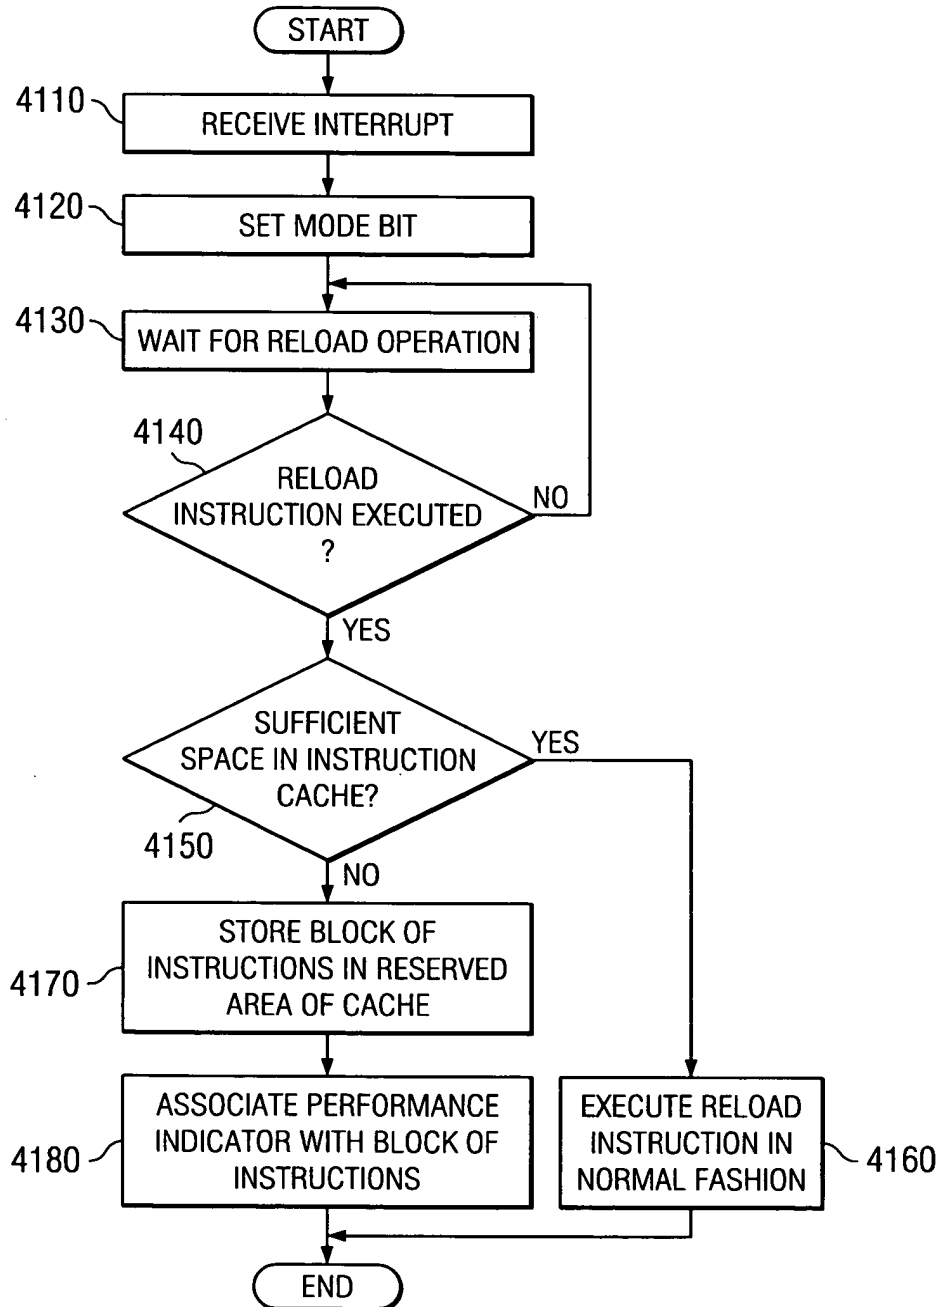 START
4110
RECEIVE INTERRUPT
4120
SET MODE BIT
4130
WAIT FOR RELOAD OPERATION
4140
RELOAD
INSTRUCTION EXECUTED
?
NO
YES
SUFFICIENT
SPACE IN INSTRUCTION
CACHE?
YES
4150
NO
STORE BLOCK OF
INSTRUCTIONS IN RESERVED
AREA OF CACHE
4170
ASSOCIATE PERFORMANCE
INDICATOR WITH BLOCK OF
INSTRUCTIONS
4180
EXECUTE RELOAD
INSTRUCTION IN
NORMAL FASHION
4160
END